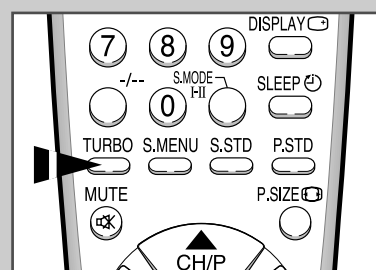 DISPLAY
7 8 9
-/-- S.MODE SLEEP
I-II
0
TURBO S.MENU S.STD P.STD
MUTE P.SIZE
CH/P